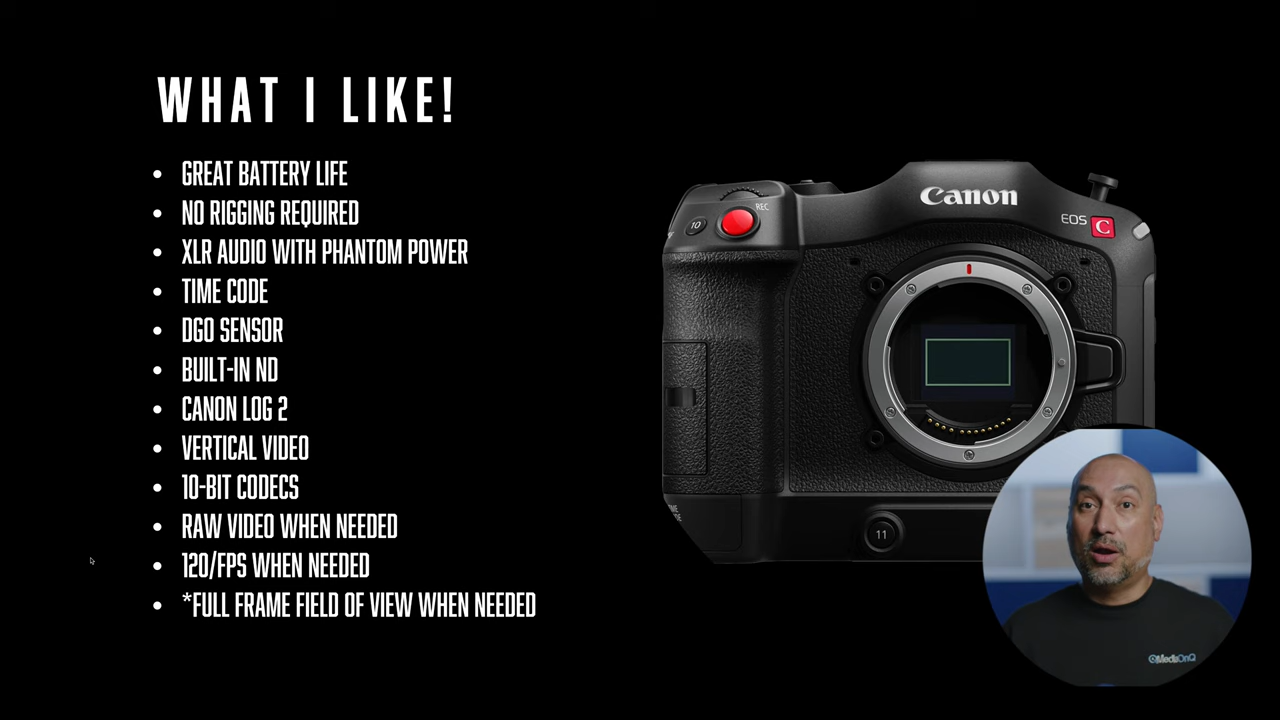 WHAT I LIKE!
• GREAT BATTERY LIFE
• NO RIGGING REQUIRED
• XLR AUDIO WITH PHANTOM POWER
• TIME CODE
• DGO SENSOR
• BUILT-IN ND
• CANON LOG 2
• VERTICAL VIDEO
• 10-BIT CODECS
• RAW VIDEO WHEN NEEDED
• 120/FPS WHEN NEEDED
• *FULL FRAME FIELD OF VIEW WHEN NEEDED
Canon
EOS C
REC
10
11
MediaOnQ